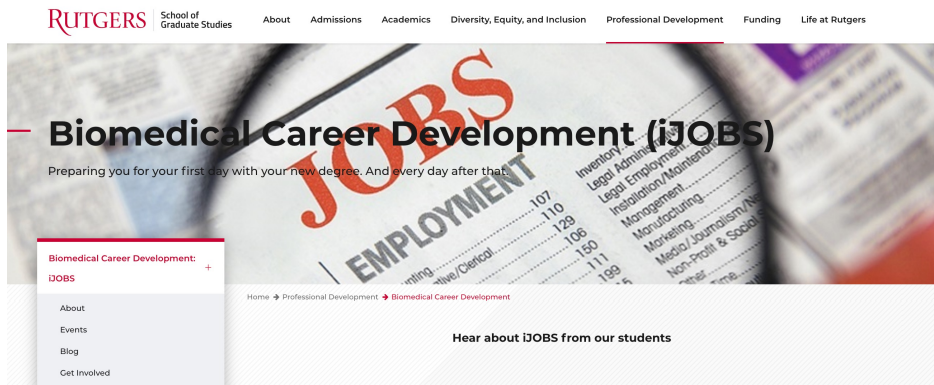 RUTGERS
School of
Graduate Studies
About Admissions Academics Diversity, Equity, and Inclusion Professional Development Funding Life at Rutgers
Biomedical Career Development (iJOBS)
Preparing you for your first day with your new degree. And every day after that.
JOBS
EMPLOYMENT
Inventory
Legal Administrative
Legal Employment
Installation/Maintenance
Management
Manufacturing
Marketing
Media/Journalism/
Non-Profit & Social
Other
Time
107
110
129
106
150
111
199
Biomedical Career Development:
iJOBS
+
About
Events
Blog
Get Involved
Home → Professional Development → Biomedical Career Development
Hear about iJOBS from our students